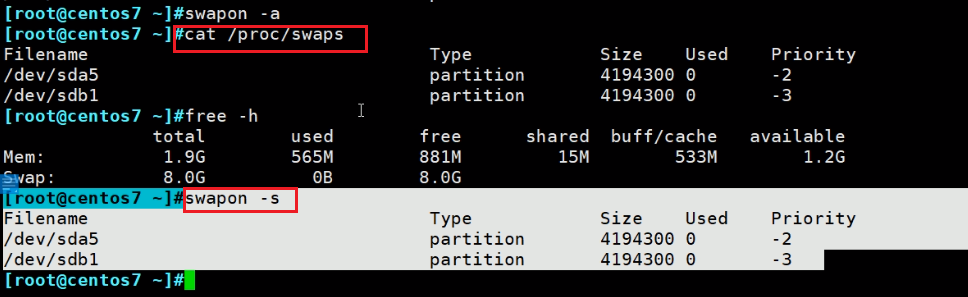 [root@centos7 ~]#swapon -a
[root@centos7 ~]#cat /proc/swaps
Filename Type Size Used Priority
/dev/sda5 partition 4194300 0 -2
/dev/sdb1 partition 4194300 0 -3
[root@centos7 ~]#free -h
total used free shared buff/cache available
Mem: 1.9G 565M 881M 15M 533M 1.2G
Swap: 8.0G 0B 8.0G
[root@centos7 ~]#swapon -s
Filename Type Size Used Priority
/dev/sda5 partition 4194300 0 -2
/dev/sdb1 partition 4194300 0 -3
[root@centos7 ~]#